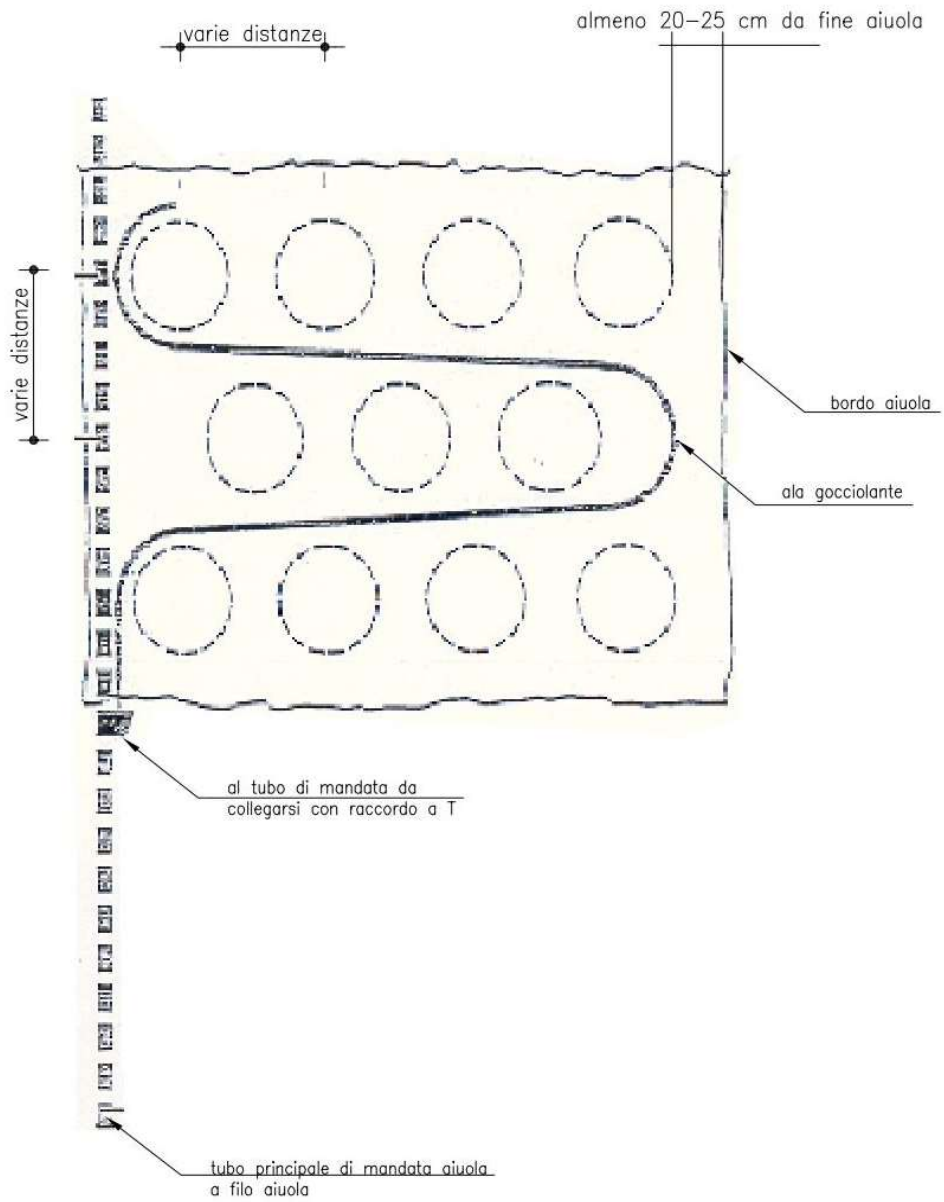 almeno 20-25 cm da fine aiuola
varie distanze
varie distanze
bordo aiuola
ala gocciolante
al tubo di mandata da
collegarsi con raccordo a T
tubo principale di mandata aiuola
a filo aiuola